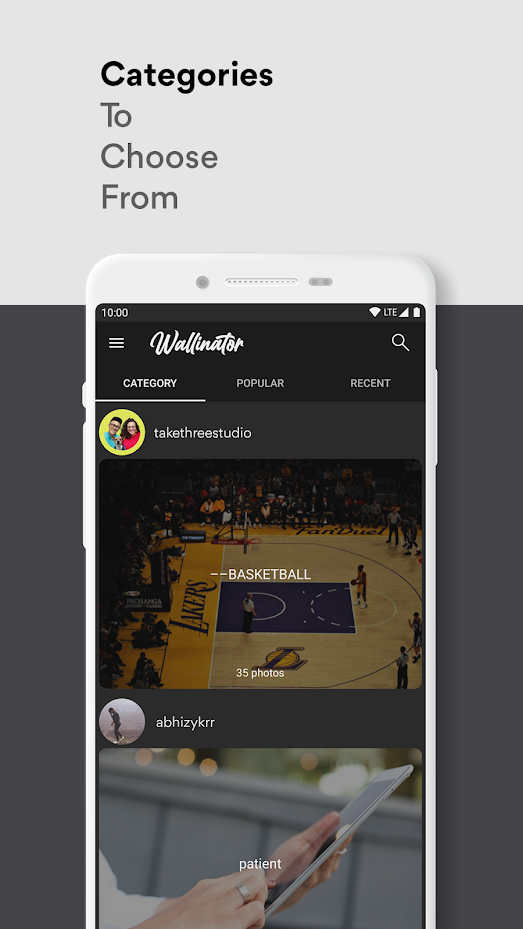 Categories
To
Choose
From
10:00 LTE
Wallinator
CATEGORY POPULAR RECENT
takethreestudio
FanDuel
TISSOT
––BASKETBALL
PECHANGA
LAKERS
35 photos
abhizykrr
patient